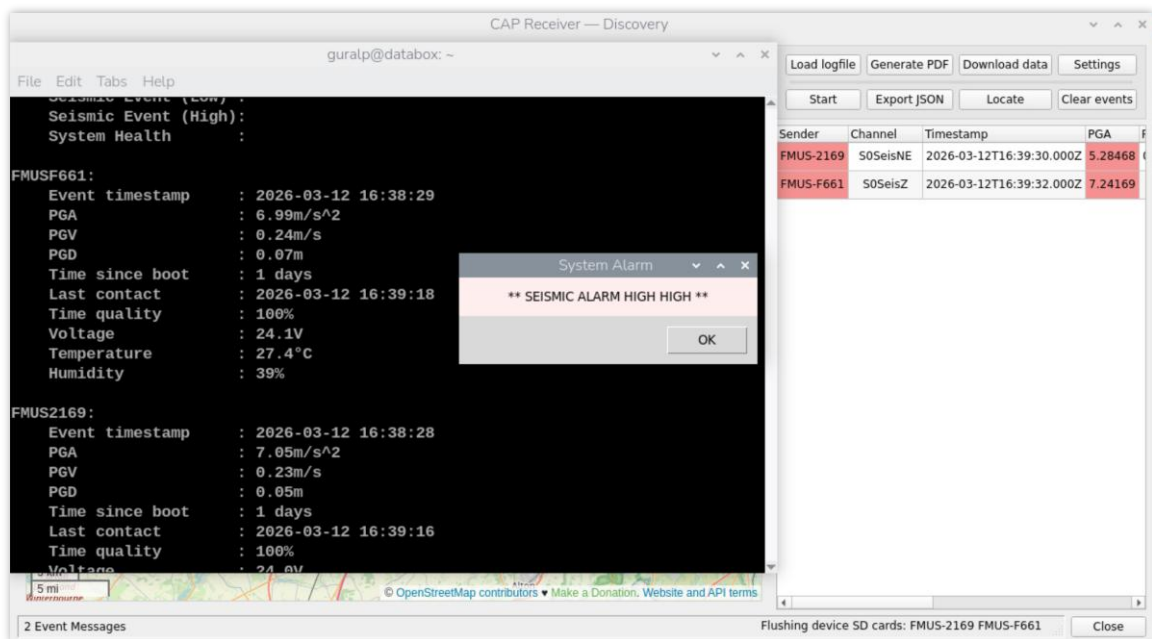 CAP Receiver — Discovery
guralp@databox: ~
File Edit Tabs Help
Seismic Event (Low) :
Seismic Event (High):
System Health :
FMUSF661:
Event timestamp : 2026-03-12 16:38:29
PGA : 6.99m/s^2
PGV : 0.24m/s
PGD : 0.07m
Time since boot : 1 days
Last contact : 2026-03-12 16:39:18
Time quality : 100%
Voltage : 24.1V
Temperature : 27.4°C
Humidity : 39%
FMUS2169:
Event timestamp : 2026-03-12 16:38:28
PGA : 7.05m/s^2
PGV : 0.23m/s
PGD : 0.05m
Time since boot : 1 days
Last contact : 2026-03-12 16:39:16
Time quality : 100%
Voltage : 24.0V
System Alarm
** SEISMIC ALARM HIGH HIGH **
OK
Load logfile Generate PDF Download data Settings
Start Export JSON Locate Clear events
Sender Channel Timestamp PGA
FMUS-2169 S0SeisNE 2026-03-12T16:39:30.000Z 5.28468
FMUS-F661 S0SeisZ 2026-03-12T16:39:32.000Z 7.24169
5 km
5 mi
© OpenStreetMap contributors ♥ Make a Donation. Website and API terms
2 Event Messages
Flushing device SD cards: FMUS-2169 FMUS-F661
Close